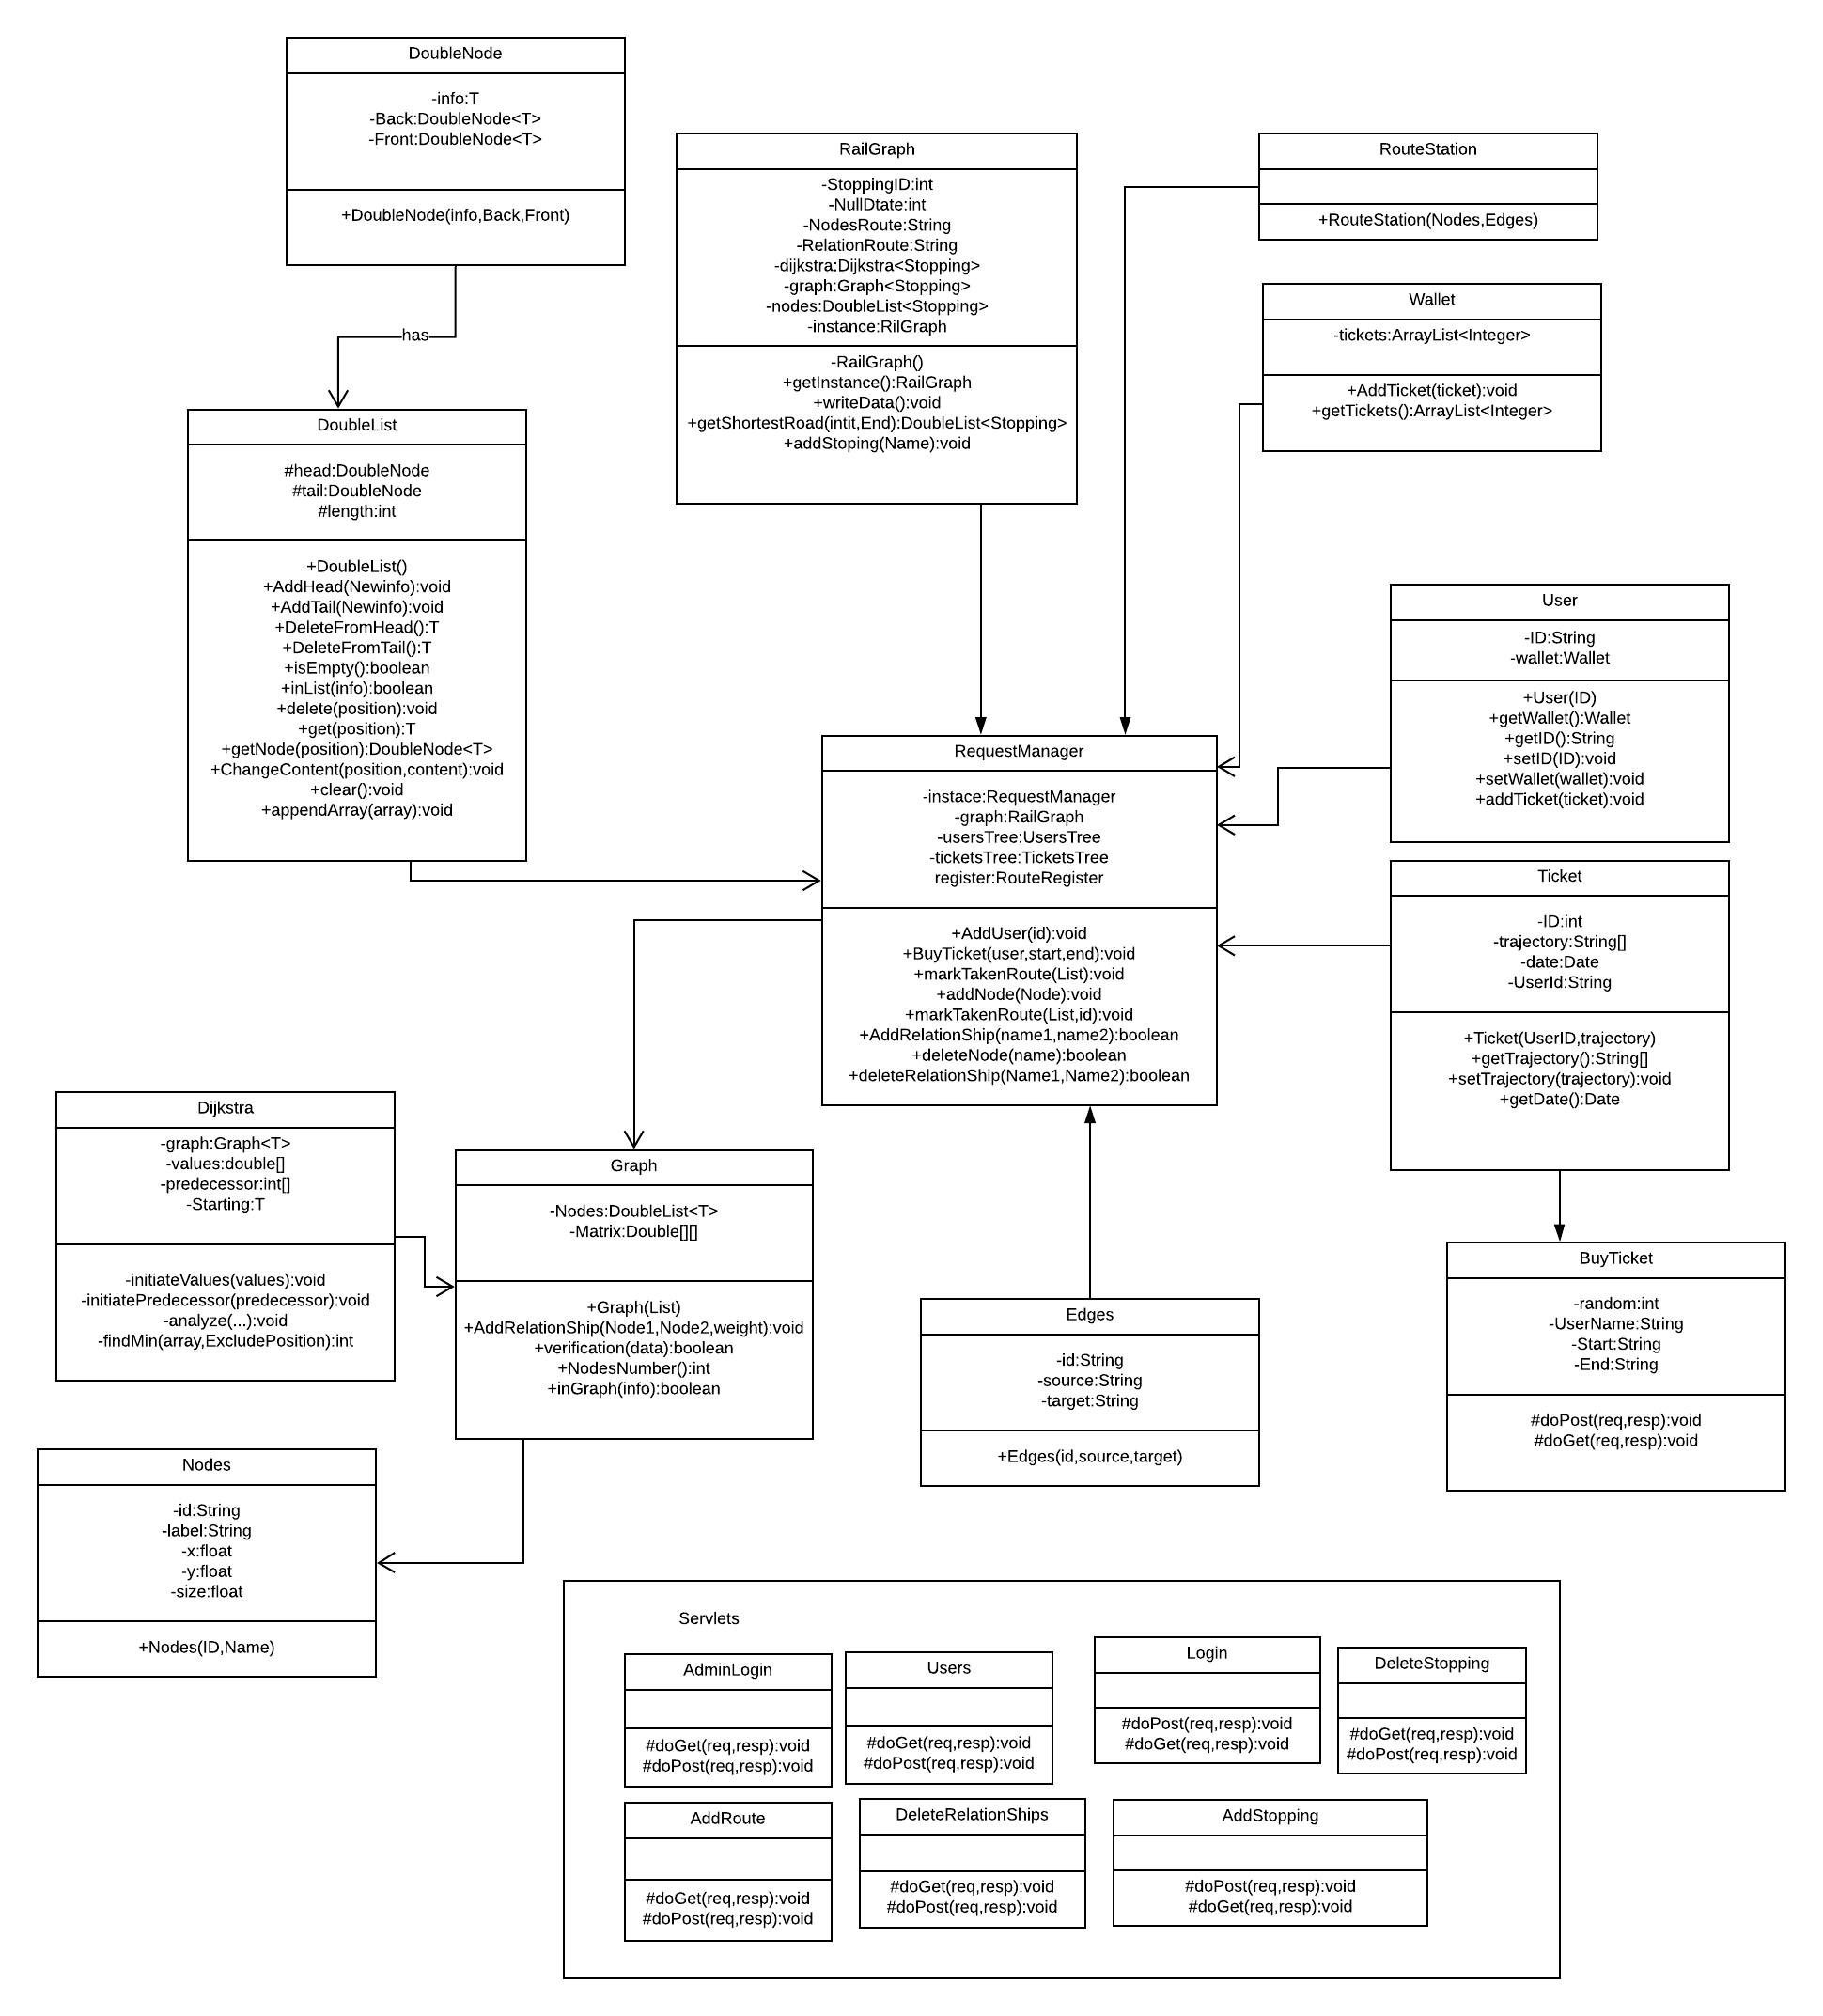 DoubleNode
-info:T
-Back:DoubleNode<T>
-Front:DoubleNode<T>
+DoubleNode(info,Back,Front)
has
RailGraph
-StoppingID:int
-NullDtate:int
-NodesRoute:String
-RelationRoute:String
-dijkstra:Dijkstra<Stopping>
-graph:Graph<Stopping>
-nodes:DoubleList<Stopping>
-instance:RilGraph
-RailGraph()
+getInstance():RailGraph
+writeData():void
+getShortestRoad(intit,End):DoubleList<Stopping>
+addStoping(Name):void
RouteStation
+RouteStation(Nodes,Edges)
Wallet
-tickets:ArrayList<Integer>
+AddTicket(ticket):void
+getTickets():ArrayList<Integer>
DoubleList
#head:DoubleNode
#tail:DoubleNode
#length:int
+DoubleList()
+AddHead(Newinfo):void
+AddTail(Newinfo):void
+DeleteFromHead():T
+DeleteFromTail():T
+isEmpty():boolean
+inList(info):boolean
+delete(position):void
+get(position):T
+getNode(position):DoubleNode<T>
+ChangeContent(position,content):void
+clear():void
+appendArray(array):void
User
-ID:String
-wallet:Wallet
+User(ID)
+getWallet():Wallet
+getID():String
+setID(ID):void
+setWallet(wallet):void
+addTicket(ticket):void
RequestManager
-instace:RequestManager
-graph:RailGraph
-usersTree:UsersTree
-ticketsTree:TicketsTree
register:RouteRegister
+AddUser(id):void
+BuyTicket(user,start,end):void
+markTakenRoute(List):void
+addNode(Node):void
+markTakenRoute(List,id):void
+AddRelationShip(name1,name2):boolean
+deleteNode(name):boolean
+deleteRelationShip(Name1,Name2):boolean
Ticket
-ID:int
-trajectory:String[]
-date:Date
-UserId:String
+Ticket(UserID,trajectory)
+getTrajectory():String[]
+setTrajectory(trajectory):void
+getDate():Date
Dijkstra
-graph:Graph<T>
-values:double[]
-predecessor:int[]
-Starting:T
-initiateValues(values):void
-initiatePredecessor(predecessor):void
-analyze(...):void
-findMin(array,ExcludePosition):int
Graph
-Nodes:DoubleList<T>
-Matrix:Double[][]
+Graph(List)
+AddRelationShip(Node1,Node2,weight):void
+verification(data):boolean
+NodesNumber():int
+inGraph(info):boolean
BuyTicket
-random:int
-UserName:String
-Start:String
-End:String
#doPost(req,resp):void
#doGet(req,resp):void
Edges
-id:String
-source:String
-target:String
+Edges(id,source,target)
Nodes
-id:String
-label:String
-x:float
-y:float
-size:float
+Nodes(ID,Name)
Servlets
AdminLogin
#doGet(req,resp):void
#doPost(req,resp):void
Users
#doGet(req,resp):void
#doPost(req,resp):void
Login
#doPost(req,resp):void
#doGet(req,resp):void
DeleteStopping
#doGet(req,resp):void
#doPost(req,resp):void
AddRoute
#doGet(req,resp):void
#doPost(req,resp):void
DeleteRelationShips
#doGet(req,resp):void
#doPost(req,resp):void
AddStopping
#doPost(req,resp):void
#doGet(req,resp):void